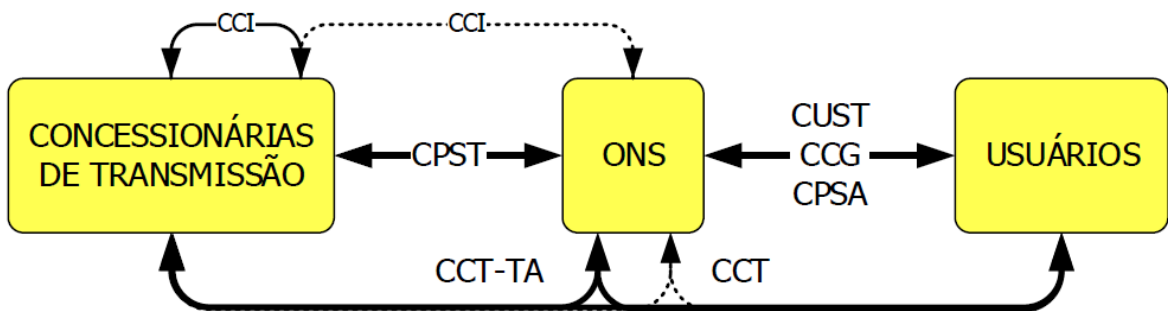 CCI
CCI
CONCESSIONÁRIAS
DE TRANSMISSÃO
CPST
ONS
CUST
CCG
CPSA
USUÁRIOS
CCT-TA
CCT